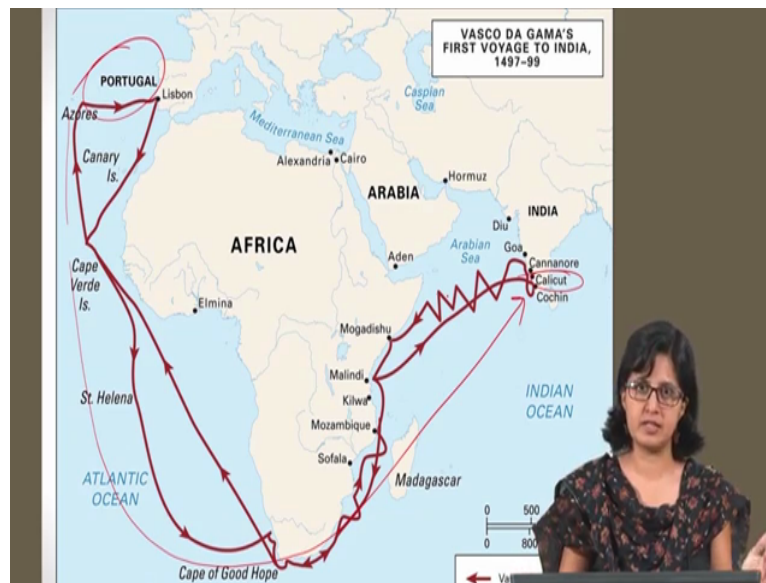 VASCO DA GAMA'S
FIRST VOYAGE TO INDIA,
1497–99
PORTUGAL
Lisbon
Azores
Caspian
Sea
Mediterranean Sea
Canary
Is.
Alexandria
Cairo
Hormuz
ARABIA
INDIA
Diu
AFRICA
Arabian
Sea
Goa
Aden
Cannanore
Calicut
Cochin
Cape
Verde
Is.
Elmina
Mogadishu
Malindi
INDIAN
OCEAN
St. Helena
Kilwa
Mozambique
Sofala
Madagascar
ATLANTIC
OCEAN
0 500
0 800
Cape of Good Hope